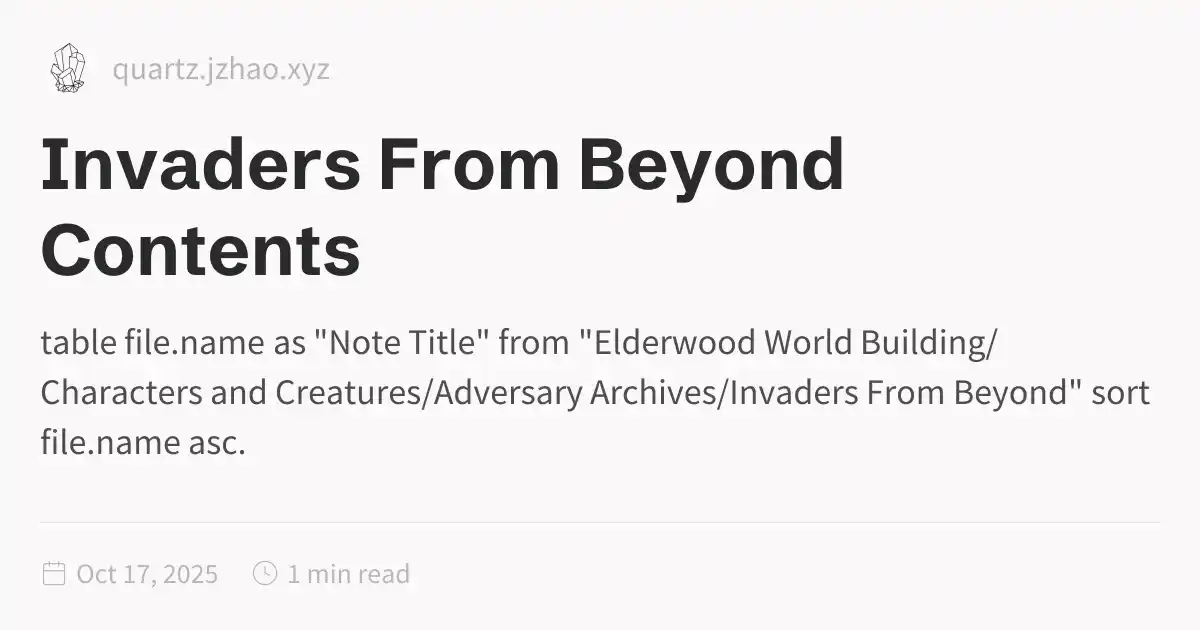 quartz.jzhao.xyz
Invaders From Beyond
Contents
table file.name as "Note Title" from "Elderwood World Building/
Characters and Creatures/Adversary Archives/Invaders From Beyond" sort
file.name asc.
Oct 17, 2025
1 min read